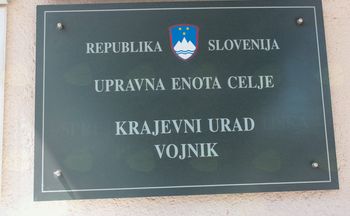 REPUBLIKA SLOVENIJA
UPRAVNA ENOTA CELJE
KRAJEVNI URAD
VOJNIK